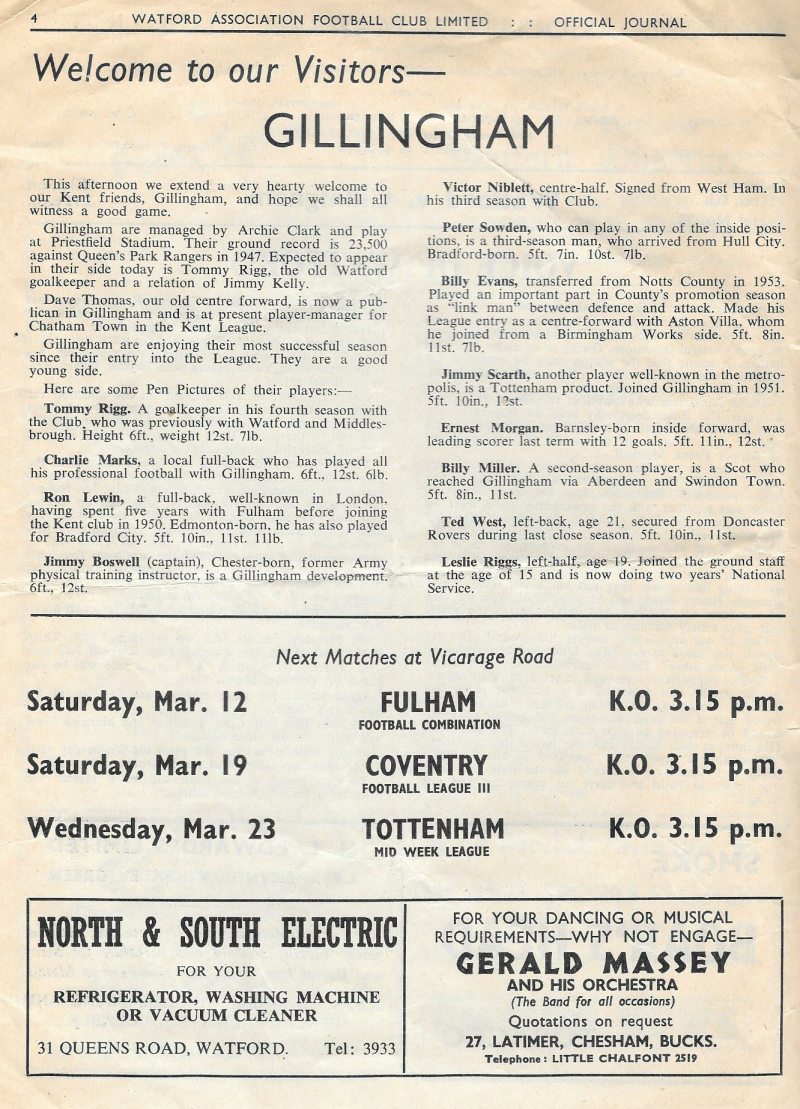 4 WATFORD ASSOCIATION FOOTBALL CLUB LIMITED : : OFFICIAL JOURNAL
Welcome to our Visitors—
GILLINGHAM
This afternoon we extend a very hearty welcome to
our Kent friends, Gillingham, and hope we shall all
witness a good game.
Gillingham are managed by Archie Clark and play
at Priestfield Stadium. Their ground record is 23,500
against Queen's Park Rangers in 1947. Expected to appear
in their side today is Tommy Rigg, the old Watford
goalkeeper and a relation of Jimmy Kelly.
Dave Thomas, our old centre forward, is now a pub-
lican in Gillingham and is at present player-manager for
Chatham Town in the Kent League.
Gillingham are enjoying their most successful season
since their entry into the League. They are a good
young side.
Here are some Pen Pictures of their players:—
Tommy Rigg. A goalkeeper in his fourth season with
the Club, who was previously with Watford and Middles-
brough. Height 6ft., weight 12st. 7lb.
Charlie Marks, a local full-back who has played all
his professional football with Gillingham. 6ft., 12st. 6lb.
Ron Lewin, a full-back, well-known in London,
having spent five years with Fulham before joining
the Kent club in 1950. Edmonton-born, he has also played
for Bradford City. 5ft. 10in., 11st. 11lb.
Jimmy Boswell (captain), Chester-born, former Army
physical training instructor, is a Gillingham development.
6ft., 12st.
Victor Niblett, centre-half. Signed from West Ham. In
his third season with Club.
Peter Sowden, who can play in any of the inside posi-
tions, is a third-season man, who arrived from Hull City.
Bradford-born. 5ft. 7in. 10st. 7lb.
Billy Evans, transferred from Notts County in 1953.
Played an important part in County's promotion season
as "link man" between defence and attack. Made his
League entry as a centre-forward with Aston Villa, whom
he joined from a Birmingham Works side. 5ft. 8in.
11st. 7lb.
Jimmy Scarth, another player well-known in the metro-
polis, is a Tottenham product. Joined Gillingham in 1951.
5ft. 10in., 12st.
Ernest Morgan. Barnsley-born inside forward, was
leading scorer last term with 12 goals. 5ft. 11in., 12st.
Billy Miller. A second-season player, is a Scot who
reached Gillingham via Aberdeen and Swindon Town.
5ft. 8in., 11st.
Ted West, left-back, age 21, secured from Doncaster
Rovers during last close season. 5ft. 10in., 11st.
Leslie Riggs, left-half, age 19. Joined the ground staff
at the age of 15 and is now doing two years' National
Service.
Next Matches at Vicarage Road
Saturday, Mar. 12 FULHAM K.O. 3.15 p.m.
FOOTBALL COMBINATION
Saturday, Mar. 19 COVENTRY K.O. 3.15 p.m.
FOOTBALL LEAGUE III
Wednesday, Mar. 23 TOTTENHAM K.O. 3.15 p.m.
MID WEEK LEAGUE
NORTH & SOUTH ELECTRIC
FOR YOUR
REFRIGERATOR, WASHING MACHINE
OR VACUUM CLEANER
31 QUEENS ROAD, WATFORD. Tel: 3933
FOR YOUR DANCING OR MUSICAL
REQUIREMENTS—WHY NOT ENGAGE—
GERALD MASSEY
AND HIS ORCHESTRA
(The Band for all occasions)
Quotations on request
27, LATIMER, CHESHAM, BUCKS.
Telephone: LITTLE CHALFONT 2519